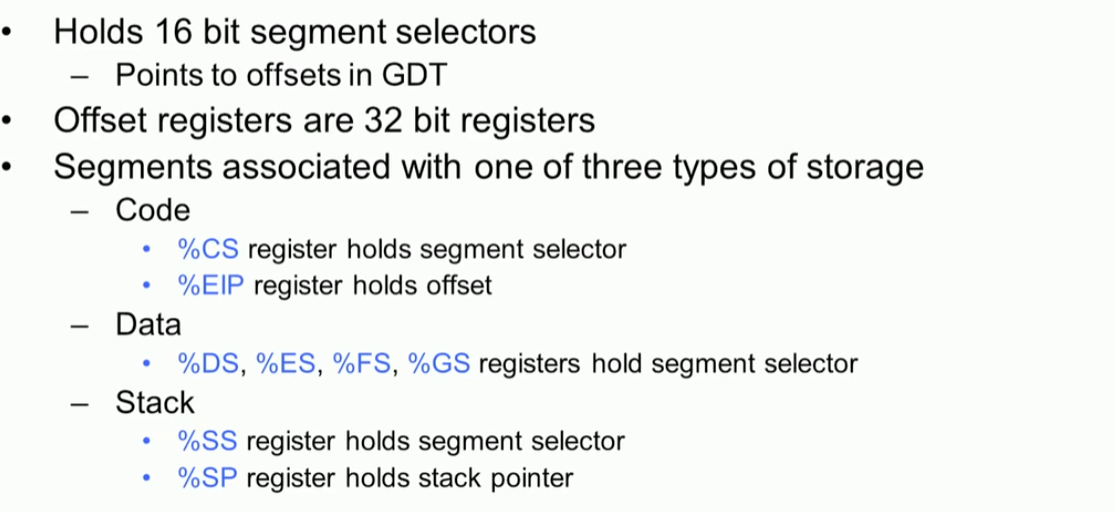 • Holds 16 bit segment selectors
– Points to offsets in GDT
• Offset registers are 32 bit registers
• Segments associated with one of three types of storage
– Code
• %CS register holds segment selector
• %EIP register holds offset
– Data
• %DS, %ES, %FS, %GS registers hold segment selector
– Stack
• %SS register holds segment selector
• %SP register holds stack pointer